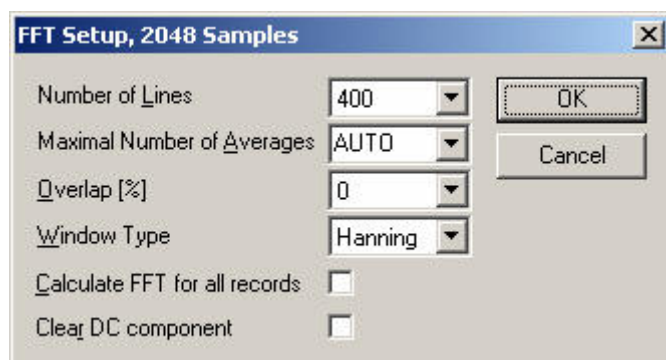 FFT Setup, 2048 Samples
Number of Lines 400 OK
Maximal Number of Averages AUTO Cancel
Overlap [%] 0
Window Type Hanning
Calculate FFT for all records
Clear DC component